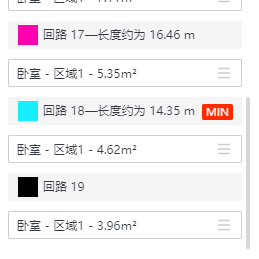 回路 17—长度约为 16.46 m
卧室 - 区域1 - 5.35m²
回路 18—长度约为 14.35 m MIN
卧室 - 区域1 - 4.62m²
回路 19
卧室 - 区域1 - 3.96m²